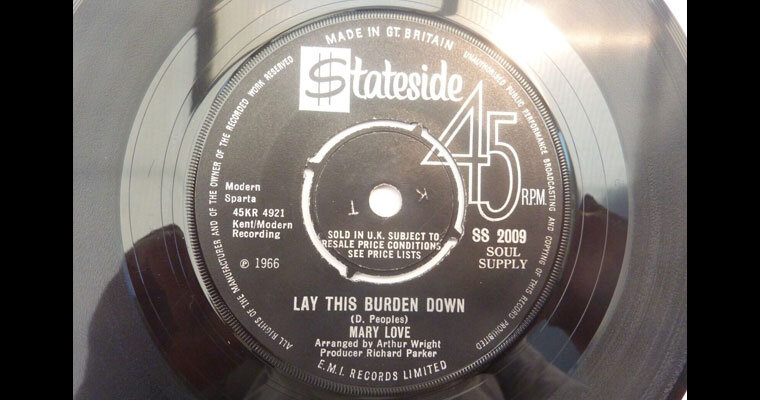 MADE IN GT. BRITAIN
$tateside
45
RPM
ALL RIGHTS OF THE MANUFACTURER AND OF THE OWNER OF THE RECORDED WORK RESERVED
UNAUTHORISED PUBLIC PERFORMANCE BROADCASTING AND COPYING OF THIS RECORD PROHIBITED
Modern
Sparta
45KR 4921
Kent/Modern
Recording
℗ 1966
K
T
SOLD IN U.K. SUBJECT TO
RESALE PRICE CONDITIONS
SEE PRICE LISTS
SS 2009
SOUL
SUPPLY
LAY THIS BURDEN DOWN
(D. Peoples)
MARY LOVE
Arranged by Arthur Wright
Producer Richard Parker
E.M.I. RECORDS LIMITED